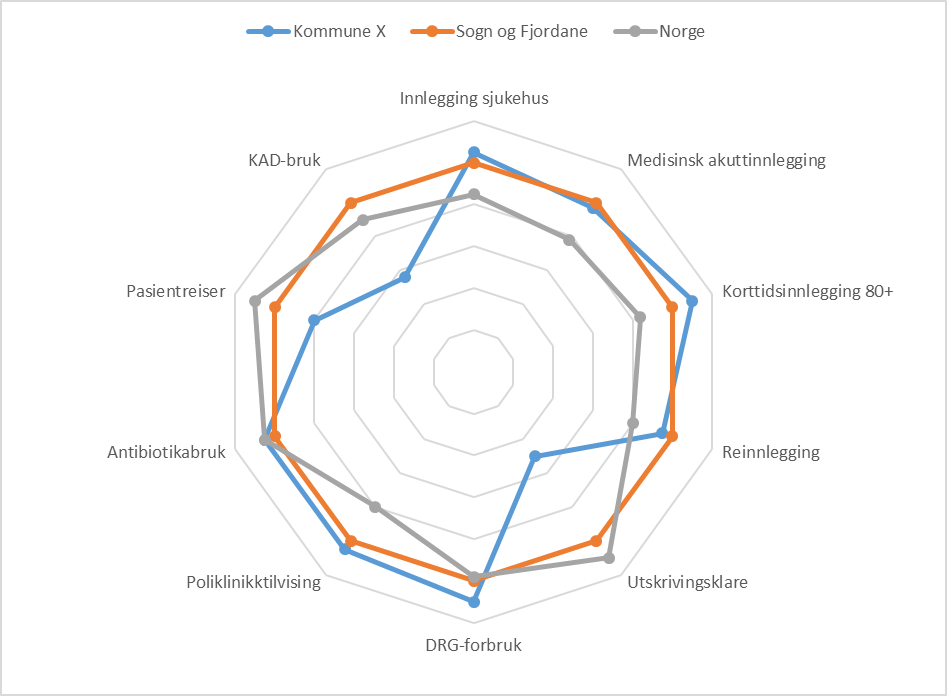 Kommune X Sogn og Fjordane Norge
Innlegging sjukehus
KAD-bruk Medisinsk akuttinnlegging
Pasientreiser Korttidsinnlegging 80+
Antibiotikabruk Reinnlegging
Poliklinikktilvising Utskrivingsklare
DRG-forbruk